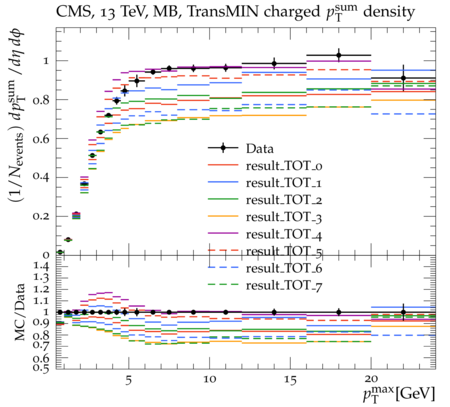 CMS, 13 TeV, MB, TransMIN charged p_T^sum density
(1/N_events) dp_T^sum/dη dϕ
1
0.8
0.6
0.4
0.2
0
Data
result_TOT_0
result_TOT_1
result_TOT_2
result_TOT_3
result_TOT_4
result_TOT_5
result_TOT_6
result_TOT_7
MC/Data
1.4
1.3
1.2
1.1
1
0.9
0.8
0.7
0.6
0.5
5
10
15
20
p_T^max[GeV]